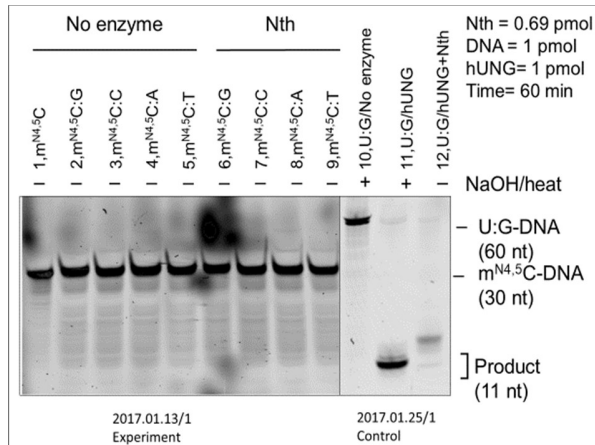 No enzyme
Nth
Nth = 0.69 pmol
DNA = 1 pmol
hUNG= 1 pmol
Time= 60 min
1,mᴺ⁴,⁵C
2,mᴺ⁴,⁵C:G
3,mᴺ⁴,⁵C:C
4,mᴺ⁴,⁵C:A
5,mᴺ⁴,⁵C:T
6,mᴺ⁴,⁵C:G
7,mᴺ⁴,⁵C:C
8,mᴺ⁴,⁵C:A
9,mᴺ⁴,⁵C:T
10,U:G/No enzyme
11,U:G/hUNG
12,U:G/hUNG+Nth
– – – – – – – – – + + – NaOH/heat
– U:G-DNA
(60 nt)
– mᴺ⁴,⁵C-DNA
(30 nt)
Product
(11 nt)
2017.01.13/1
Experiment
2017.01.25/1
Control